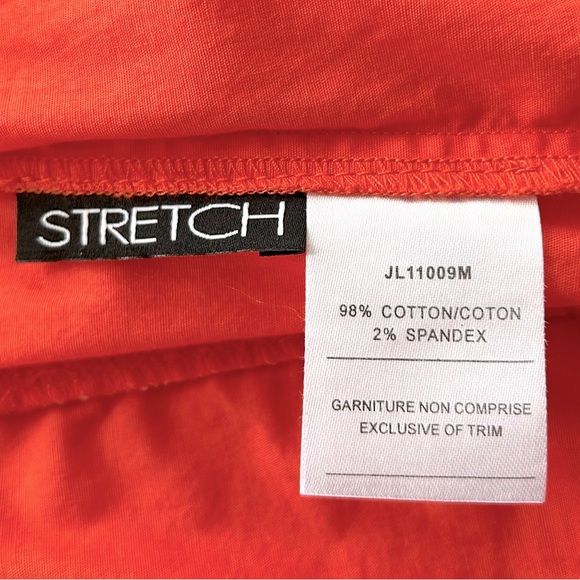 STRETCH
JL11009M
98% COTTON/COTON
2% SPANDEX
GARNITURE NON COMPRISE
EXCLUSIVE OF TRIM